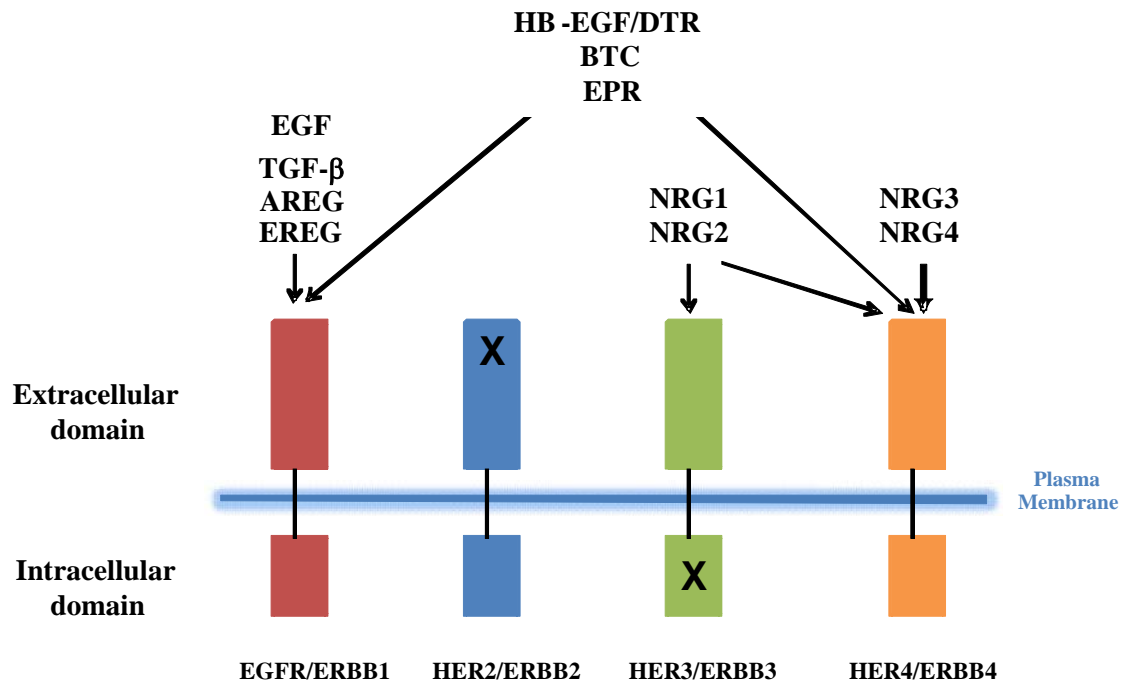 HB -EGF/DTR
BTC
EPR
EGF
TGF-β
AREG
EREG
NRG1
NRG2
NRG3
NRG4
X
Extracellular
domain
Plasma
Membrane
Intracellular
domain
X
EGFR/ERBB1
HER2/ERBB2
HER3/ERBB3
HER4/ERBB4